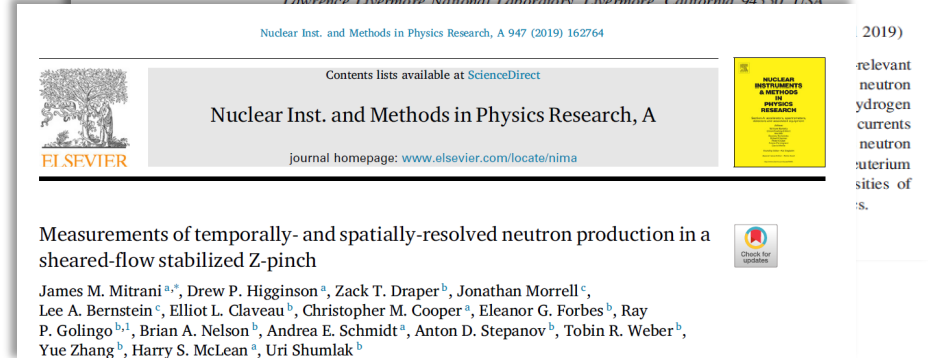 Lawrence Livermore National Laboratory, Livermore, California 94550, USA
Nuclear Inst. and Methods in Physics Research, A 947 (2019) 162764
2019)
Contents lists available at ScienceDirect
Nuclear Inst. and Methods in Physics Research, A
journal homepage: www.elsevier.com/locate/nima
ELSEVIER
NUCLEAR
INSTRUMENTS
& METHODS
IN
PHYSICS
RESEARCH
relevant
neutron
ydrogen
currents
neutron
euterium
sities of
cs.
Measurements of temporally- and spatially-resolved neutron production in a
sheared-flow stabilized Z-pinch
Check for
updates
James M. Mitrani a,*, Drew P. Higginson a, Zack T. Draper b, Jonathan Morrell c,
Lee A. Bernstein c, Elliot L. Claveau b, Christopher M. Cooper a, Eleanor G. Forbes b, Ray
P. Golingo b,1, Brian A. Nelson b, Andrea E. Schmidt a, Anton D. Stepanov b, Tobin R. Weber b,
Yue Zhang b, Harry S. McLean a, Uri Shumlak b